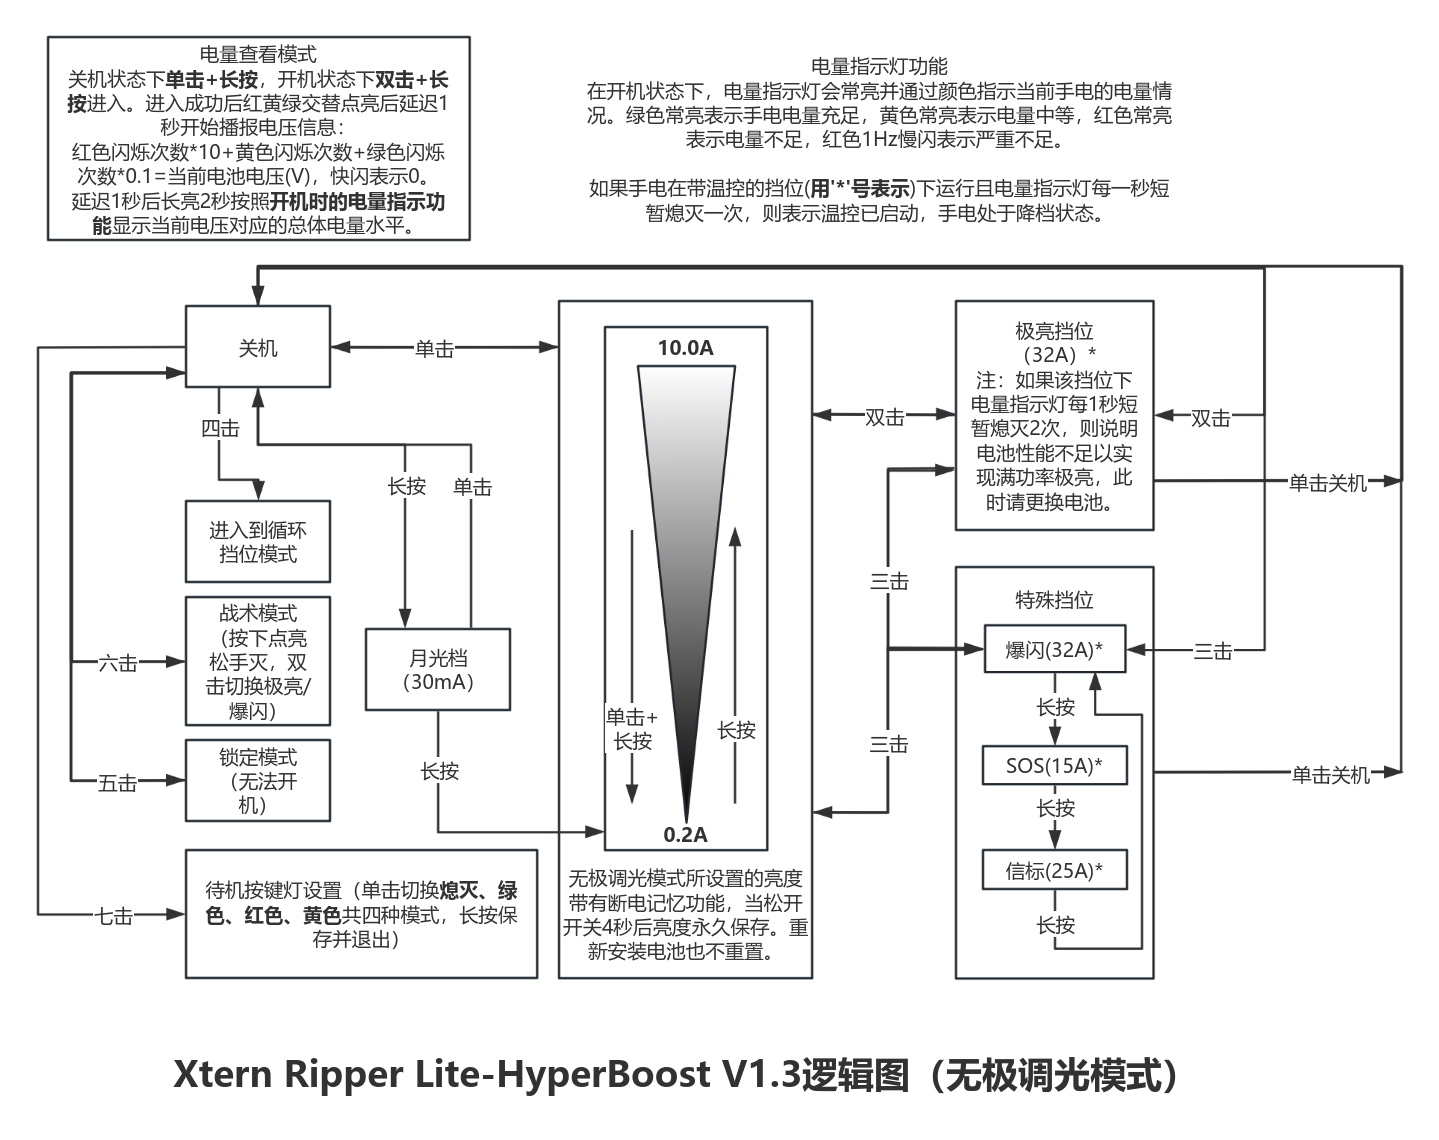 电量查看模式
关机状态下单击+长按，开机状态下双击+长
按进入。进入成功后红黄绿交替点亮后延迟1
秒开始播报电压信息：
红色闪烁次数*10+黄色闪烁次数+绿色闪烁
次数*0.1=当前电池电压(V)，快闪表示0。
延迟1秒后长亮2秒按照开机时的电量指示功
能显示当前电压对应的总体电量水平。
电量指示灯功能
在开机状态下，电量指示灯会常亮并通过颜色指示当前手电的电量情
况。绿色常亮表示手电电量充足，黄色常亮表示电量中等，红色常亮
表示电量不足，红色1Hz慢闪表示严重不足。
如果手电在带温控的挡位(用'*'号表示)下运行且电量指示灯每一秒短
暂熄灭一次，则表示温控已启动，手电处于降档状态。
关机
单击
四击
长按
单击
进入到循环
挡位模式
战术模式
（按下点亮
松手灭，双
击切换极亮/
爆闪）
六击
锁定模式
（无法开
机）
五击
月光档
（30mA）
长按
待机按键灯设置（单击切换熄灭、绿
色、红色、黄色共四种模式，长按保
存并退出）
七击
10.0A
单击+
长按
长按
0.2A
无极调光模式所设置的亮度
带有断电记忆功能，当松开
开关4秒后亮度永久保存。重
新安装电池也不重置。
双击
三击
三击
极亮挡位
（32A）*
注：如果该挡位下
电量指示灯每1秒短
暂熄灭2次，则说明
电池性能不足以实
现满功率极亮，此
时请更换电池。
双击
单击关机
特殊挡位
爆闪(32A)*
三击
长按
SOS(15A)*
长按
信标(25A)*
长按
单击关机
Xtern Ripper Lite-HyperBoost V1.3逻辑图（无极调光模式）